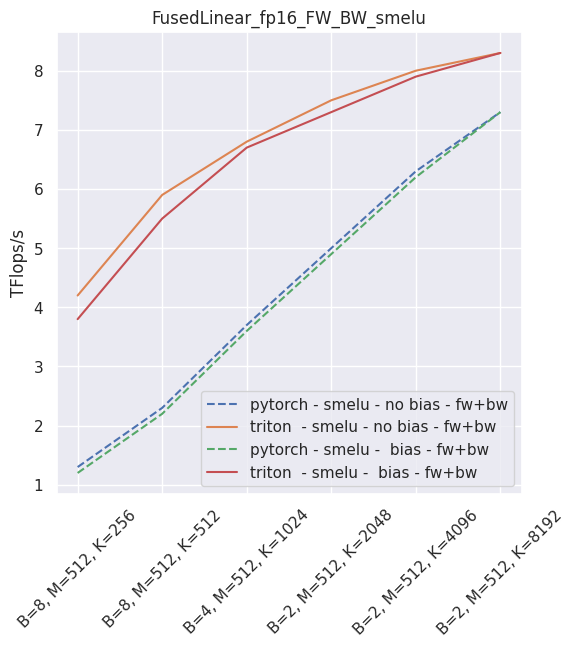 FusedLinear_fp16_FW_BW_smelu
TFlops/s
8
7
6
5
4
3
2
1
pytorch - smelu - no bias - fw+bw
triton  - smelu - no bias - fw+bw
pytorch - smelu -  bias - fw+bw
triton  - smelu -  bias - fw+bw
B=8, M=512, K=256
B=8, M=512, K=512
B=4, M=512, K=1024
B=2, M=512, K=2048
B=2, M=512, K=4096
B=2, M=512, K=8192